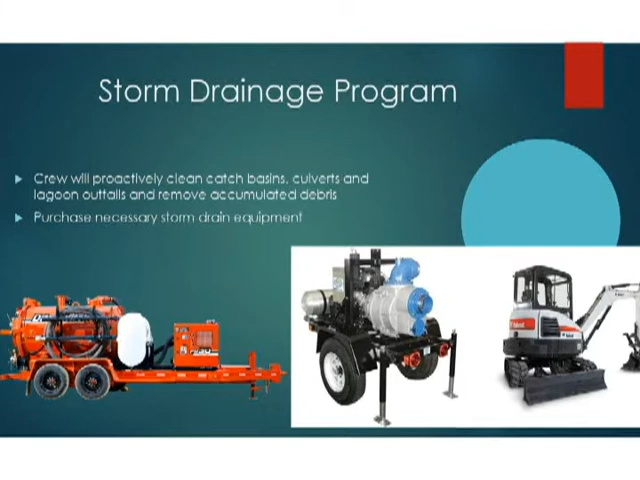 Storm Drainage Program
Crew will proactively clean catch basins, culverts and
lagoon outfalls and remove accumulated debris
Purchase necessary storm drain equipment